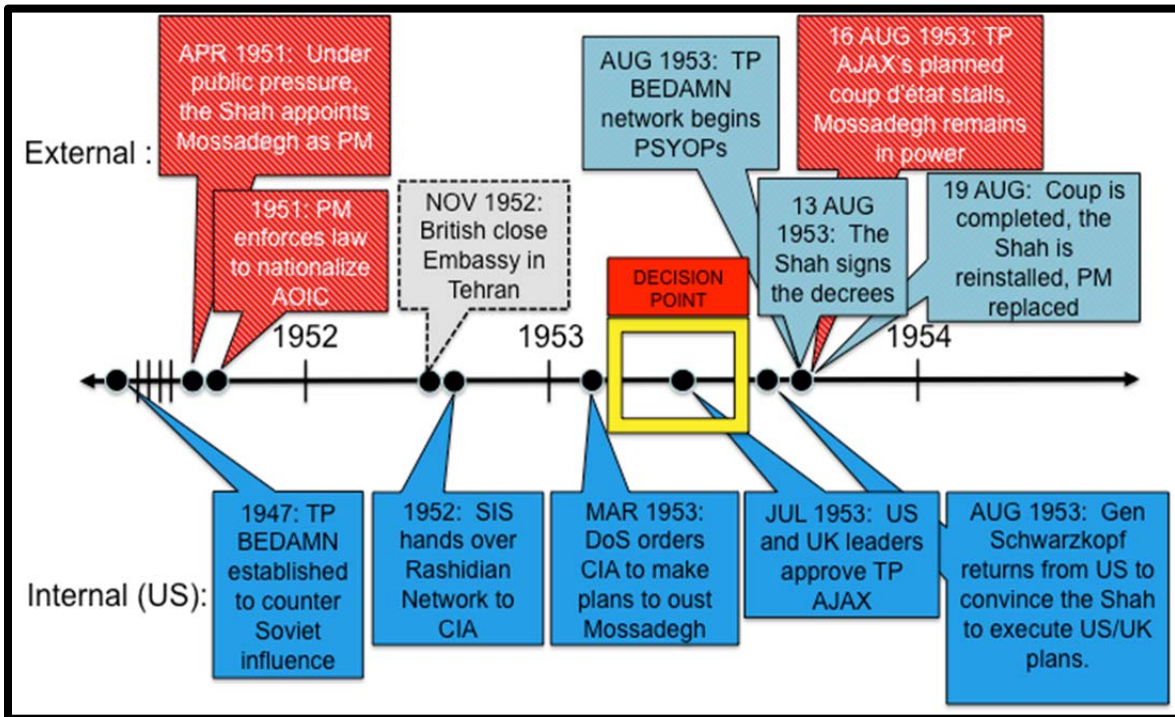 APR 1951: Under
public pressure,
the Shah appoints
Mossadegh as PM
AUG 1953: TP
BEDAMN
network begins
PSYOPs
16 AUG 1953: TP
AJAX's planned
coup d'état stalls,
Mossadegh remains
in power
External :
1951: PM
enforces law
to nationalize
AOIC
NOV 1952:
British close
Embassy in
Tehran
DECISION
POINT
13 AUG
1953: The
Shah signs
the decrees
19 AUG: Coup is
completed, the
Shah is
reinstalled, PM
replaced
1952
1953
1954
Internal (US):
1947: TP
BEDAMN
established
to counter
Soviet
influence
1952: SIS
hands over
Rashidian
Network to
CIA
MAR 1953:
DoS orders
CIA to make
plans to oust
Mossadegh
JUL 1953: US
and UK leaders
approve TP
AJAX
AUG 1953: Gen
Schwarzkopf
returns from US to
convince the Shah
to execute US/UK
plans.